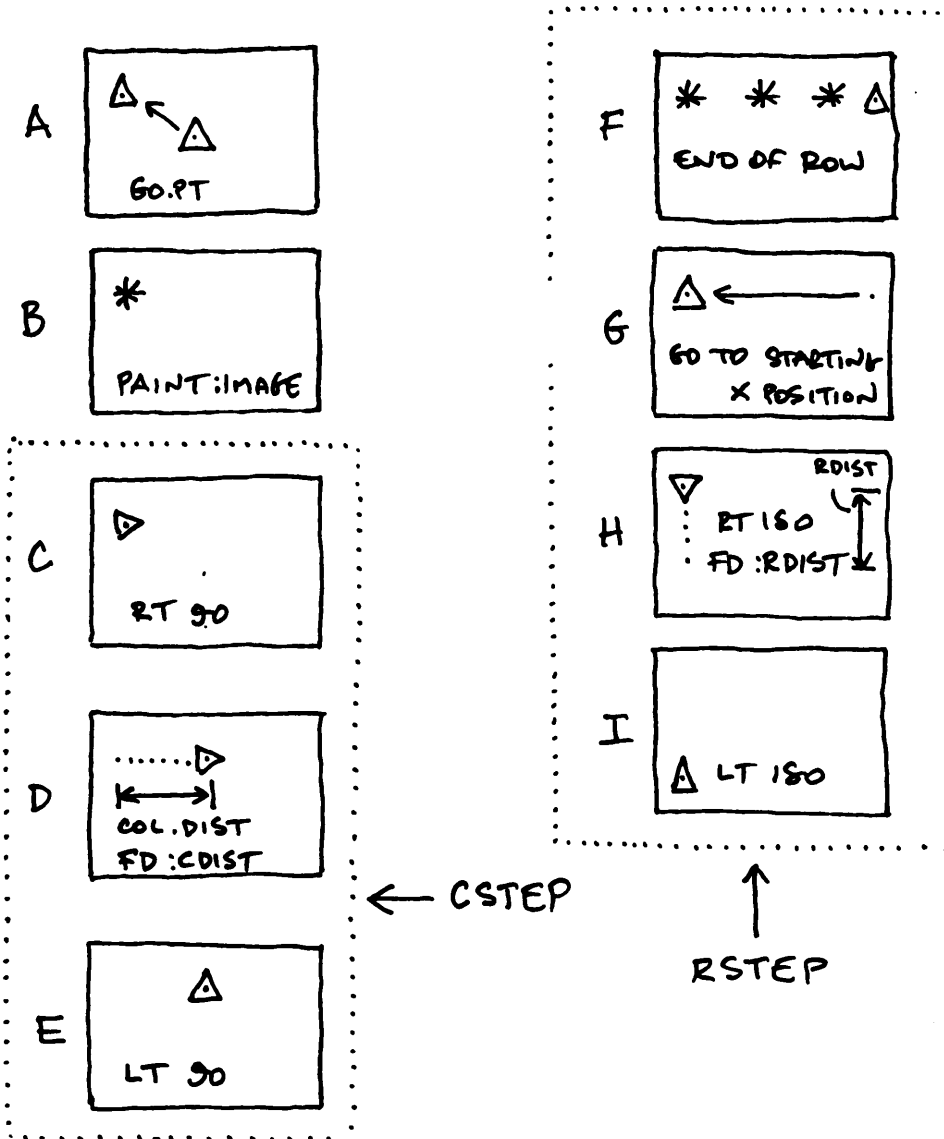 A
GO.PT
B
PAINT:IMAGE
C
RT 90
D
COL.DIST
FD :CDIST
E
LT 90
← CSTEP
F
END OF ROW
G
GO TO STARTING
X POSITION
H
RDIST
RT 180
FD :RDIST
I
LT 180
RSTEP